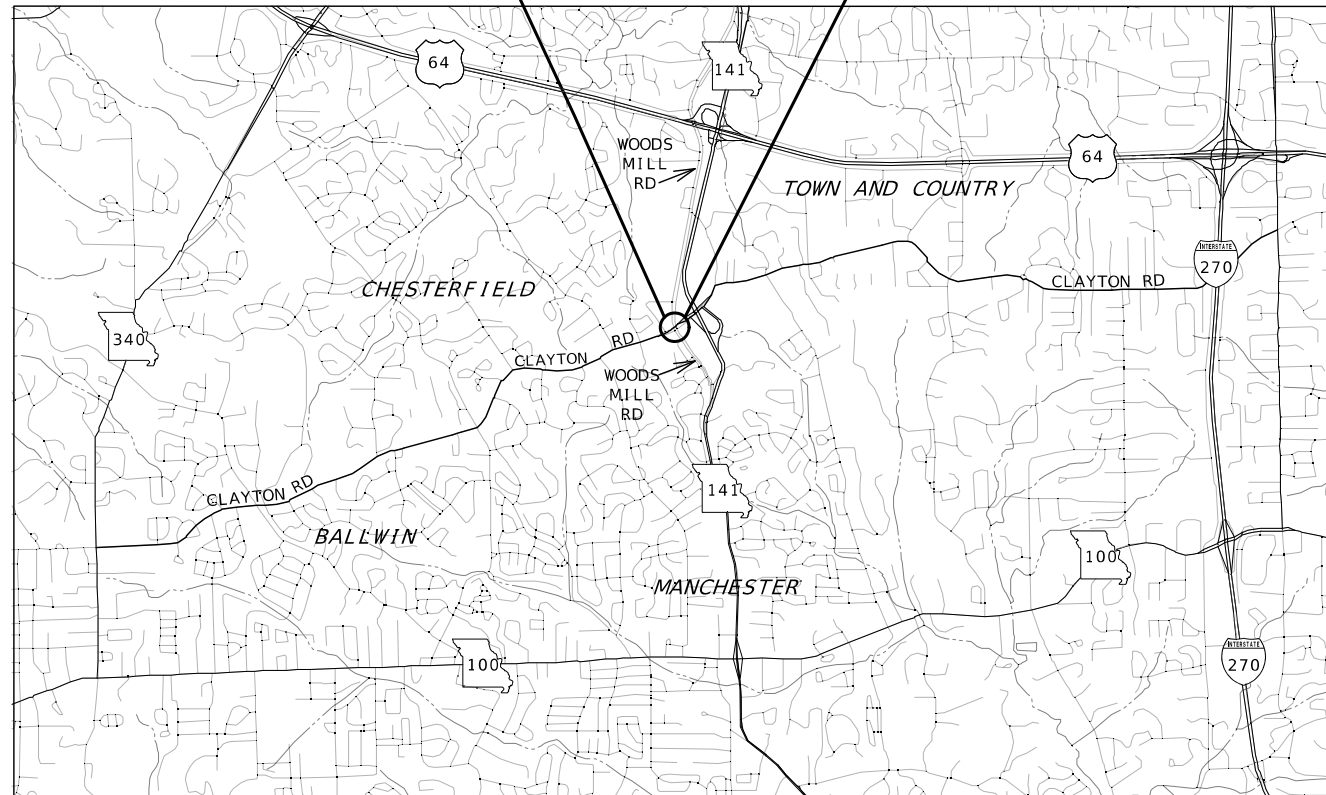 64
141
WOODS
MILL
RD
64
TOWN AND COUNTRY
INTERSTATE
270
CLAYTON RD
CHESTERFIELD
340
CLAYTON RD
WOODS
MILL
RD
141
CLAYTON RD
BALLWIN
100
MANCHESTER
100
INTERSTATE
270